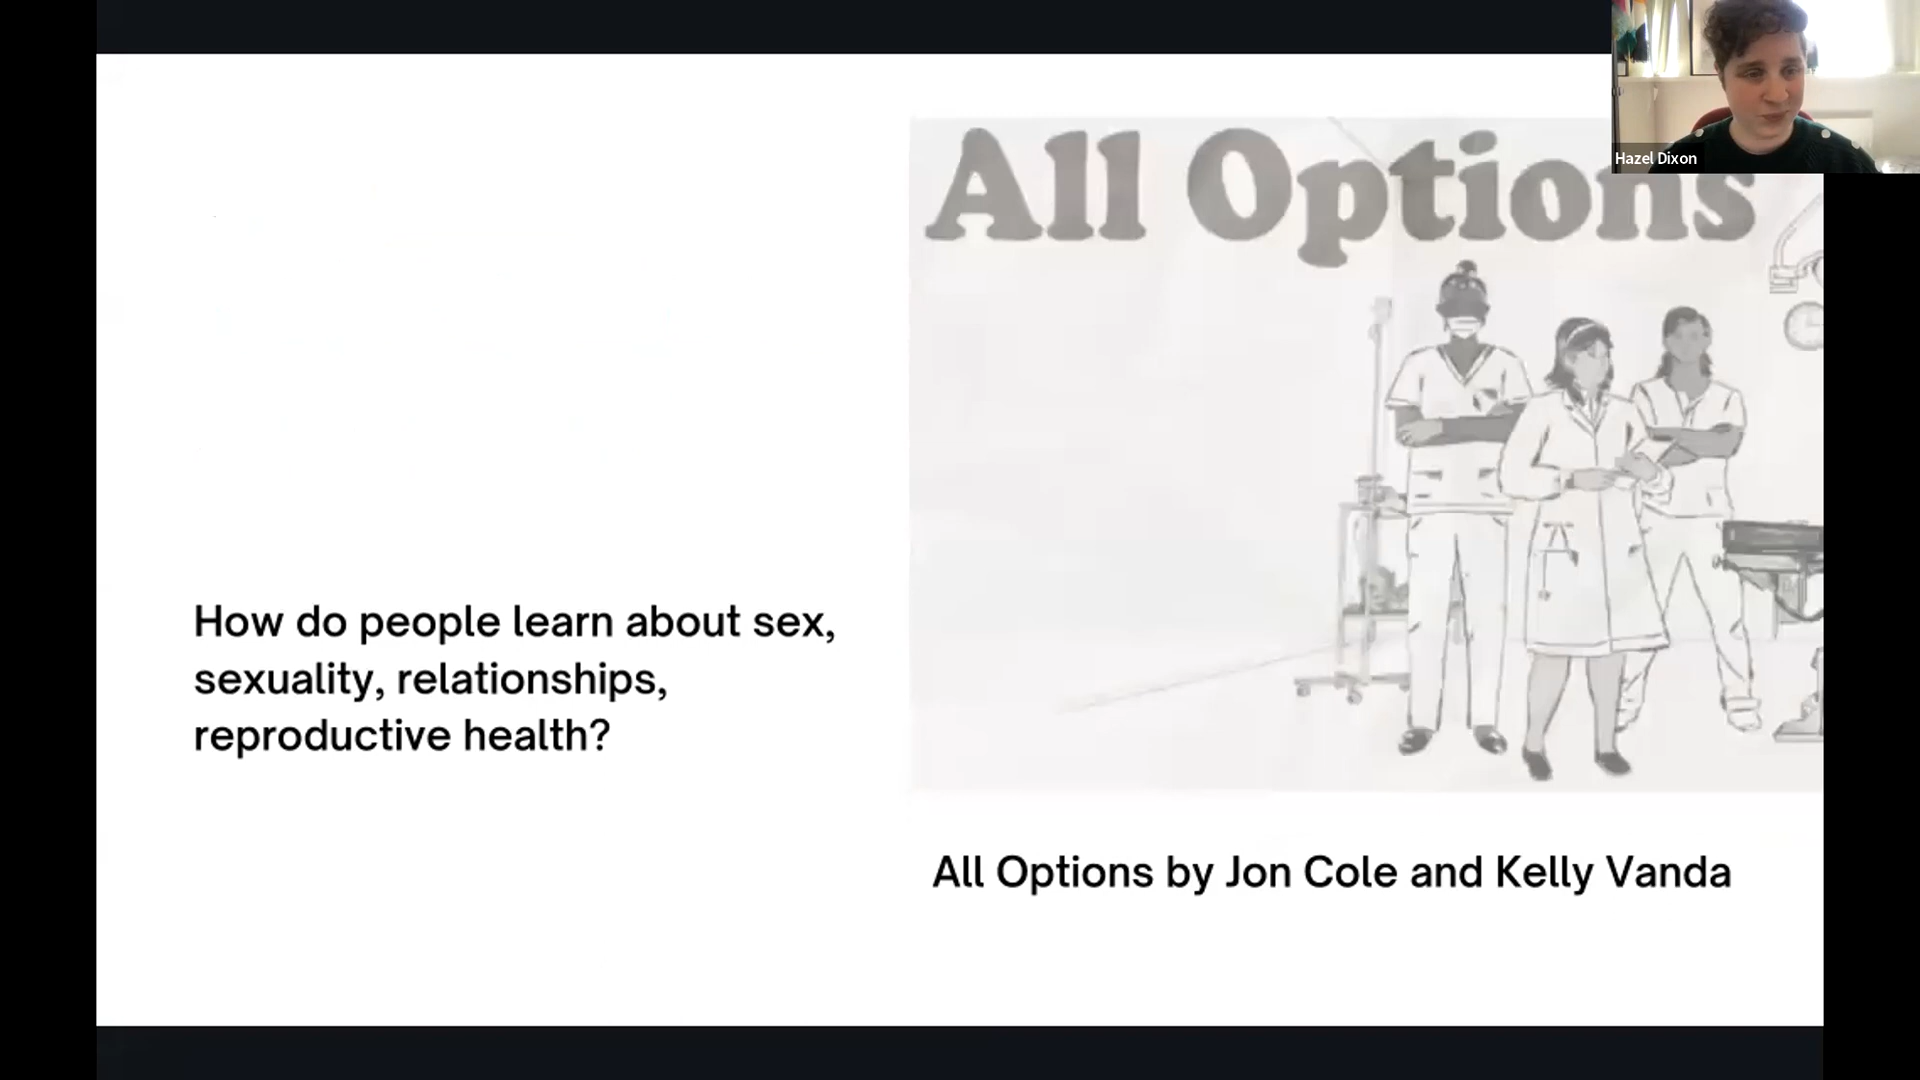 All Options
Hazel Dixon
How do people learn about sex,
sexuality, relationships,
reproductive health?
All Options by Jon Cole and Kelly Vanda